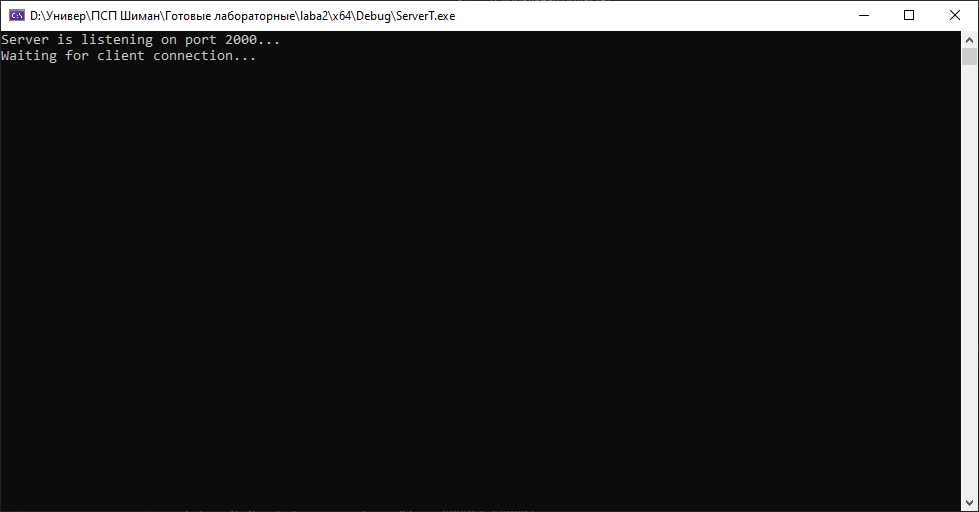 D:\Универ\ПСП Шиман\Готовые лабораторные\laba2\x64\Debug\ServerT.exe
Server is listening on port 2000...
Waiting for client connection...